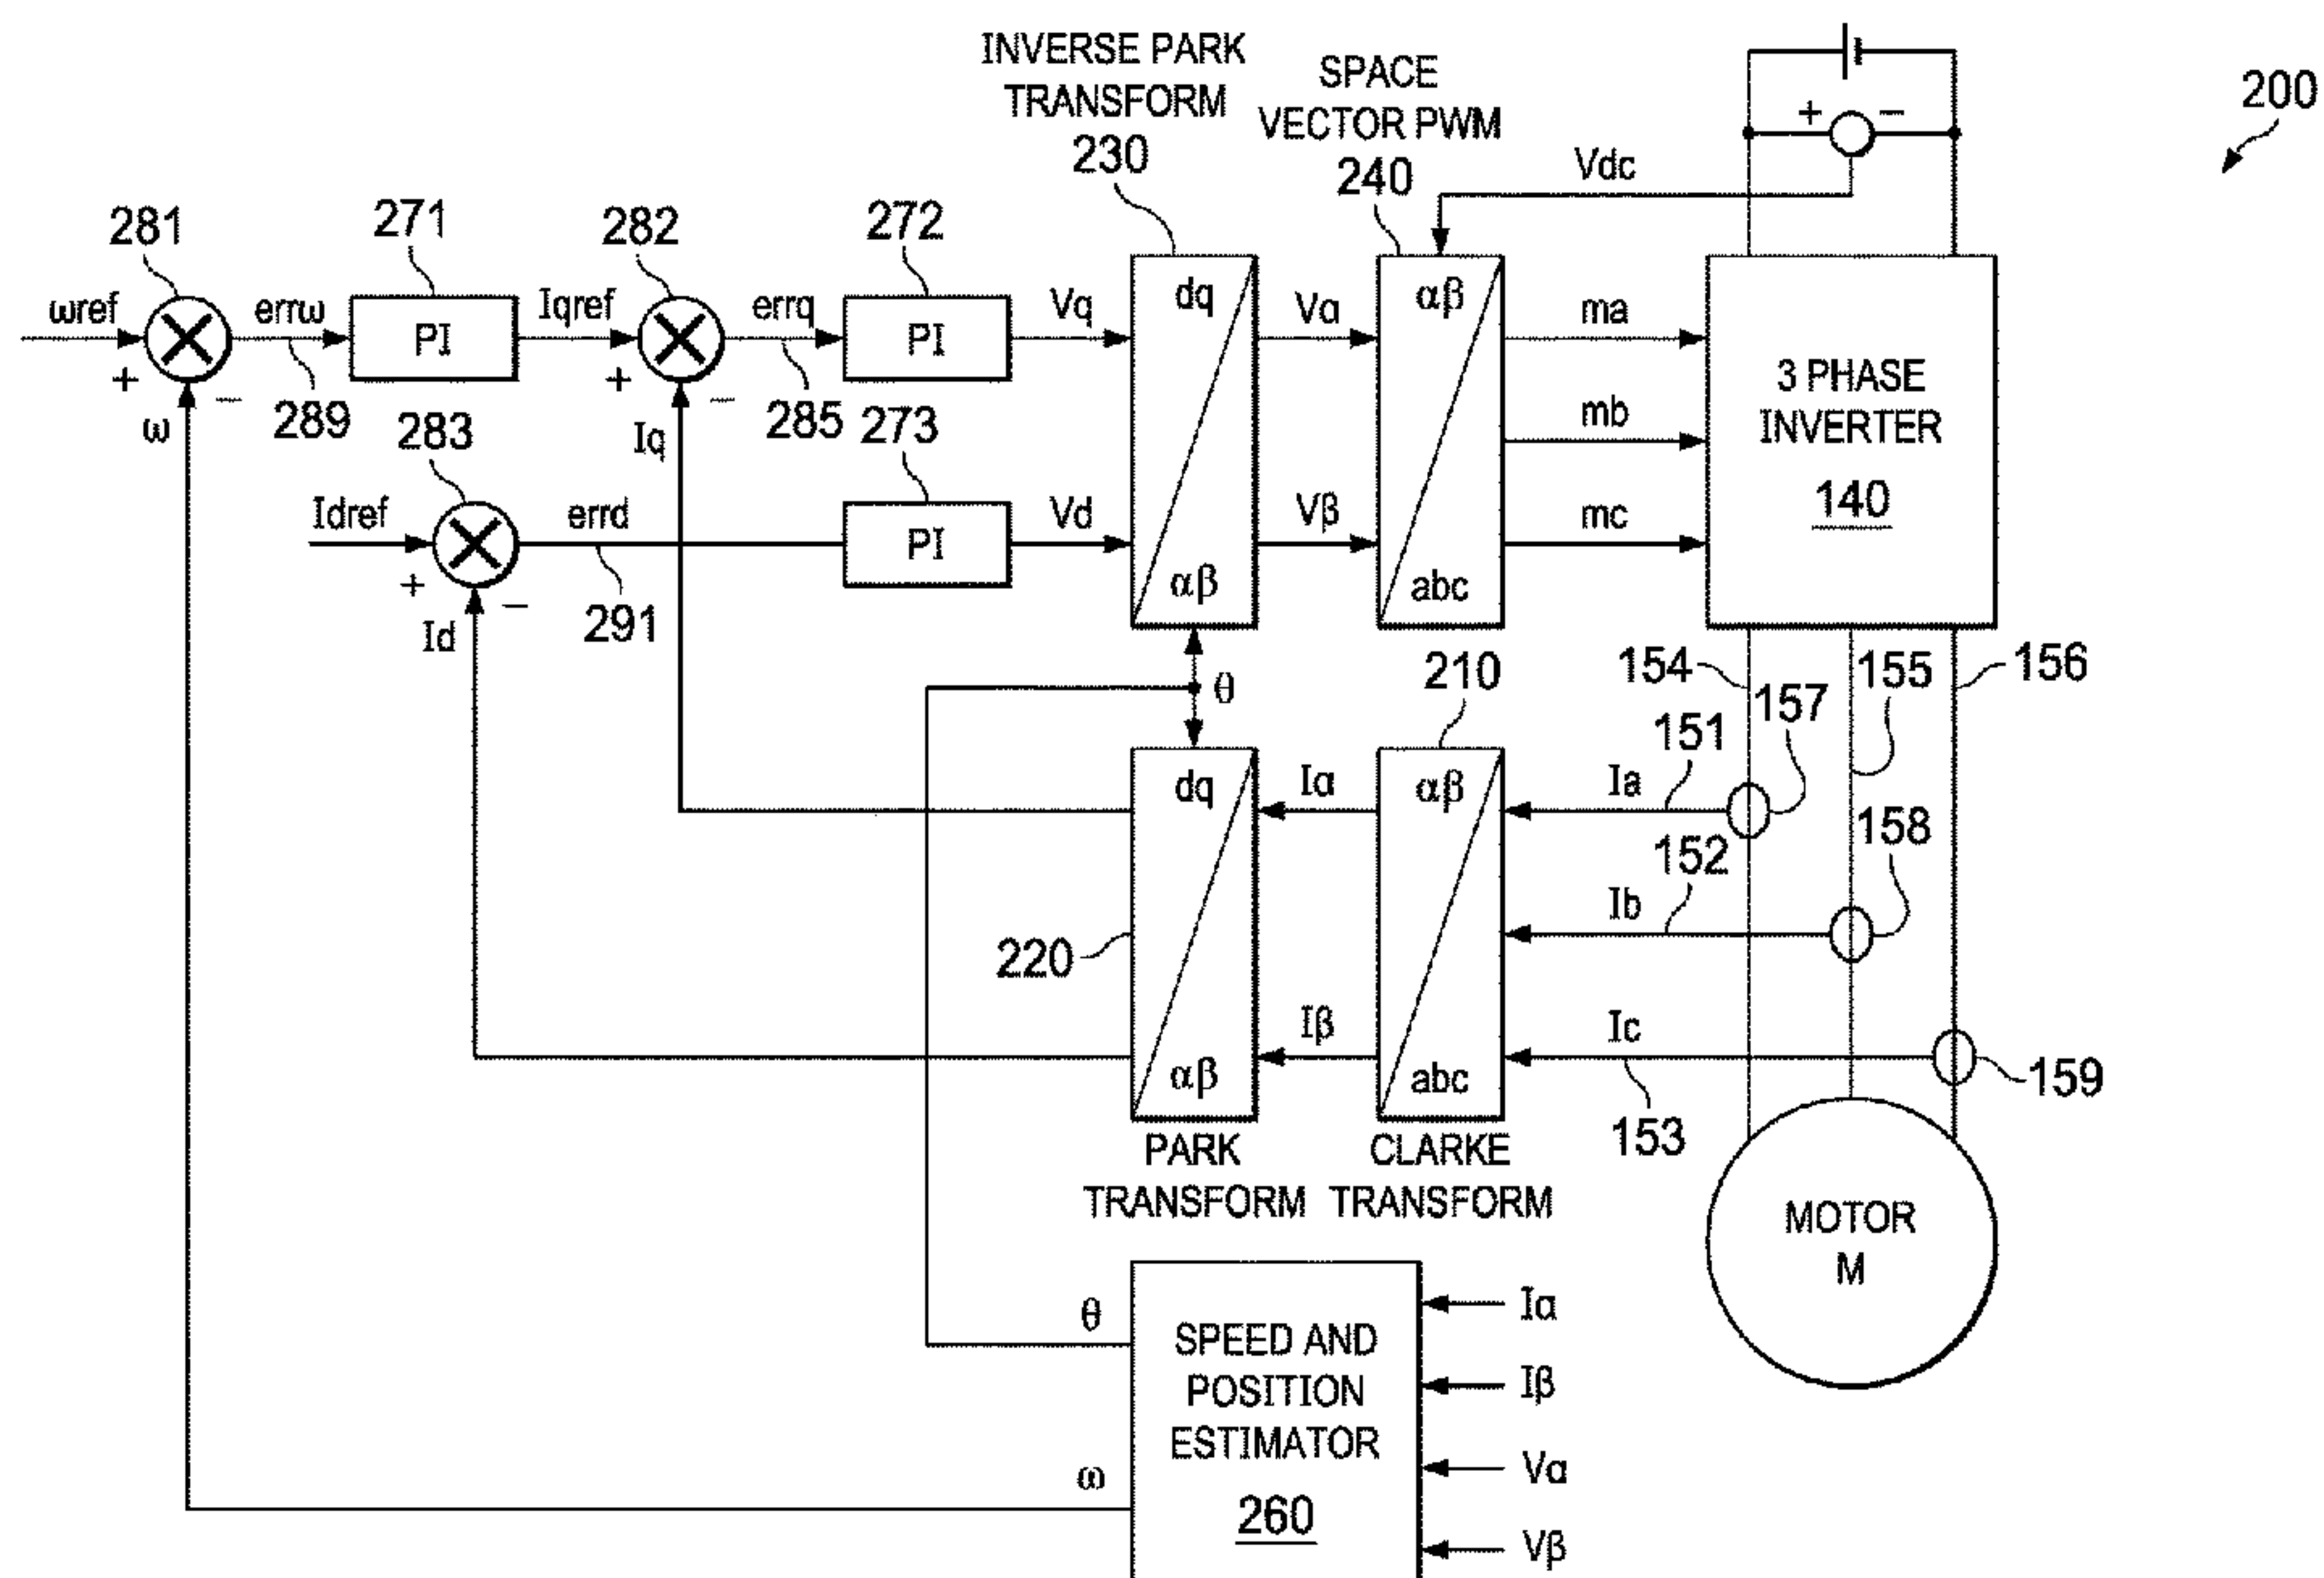 INVERSE PARK
TRANSFORM
230
SPACE
VECTOR PWM
240
200
+ −
Vdc
281
271
282
272
ωref
errω
PI
Iqref
errq
PI
Vq
dq
αβ
Vα
αβ
abc
ma
3 PHASE
INVERTER
140
+ −
ω
289
+ −
Iq
285
mb
283
273
Idref
errd
PI
Vd
Vβ
mc
+ −
Id
291
θ
210
154
155
156
157
151
dq
αβ
Iα
αβ
abc
Ia
152
158
Ib
220
Iβ
Ic
159
153
PARK
TRANSFORM
CLARKE
TRANSFORM
MOTOR
M
θ
ω
SPEED AND
POSITION
ESTIMATOR
260
Iα
Iβ
Vα
Vβ